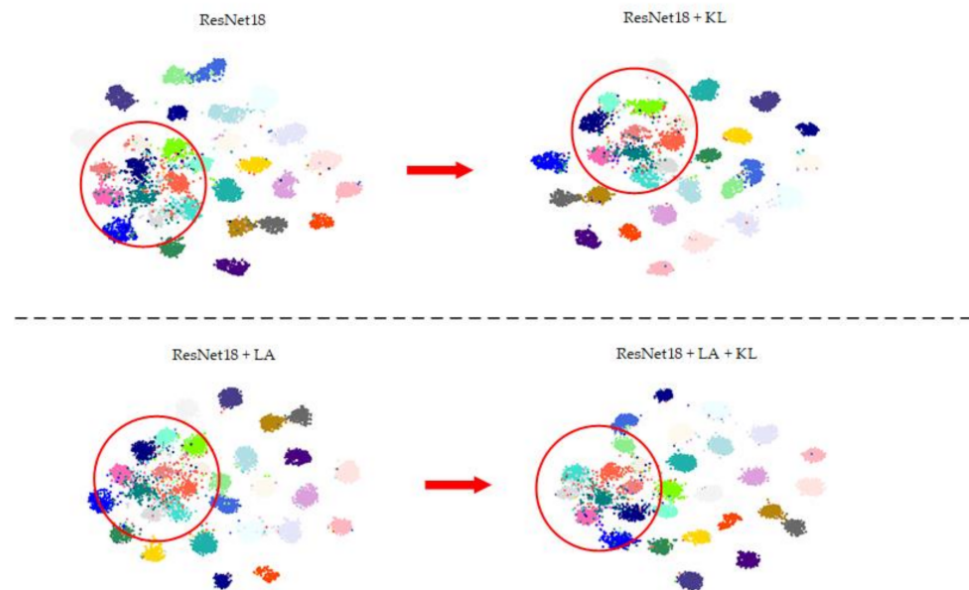 ResNet18
ResNet18 + KL
ResNet18 + LA
ResNet18 + LA + KL